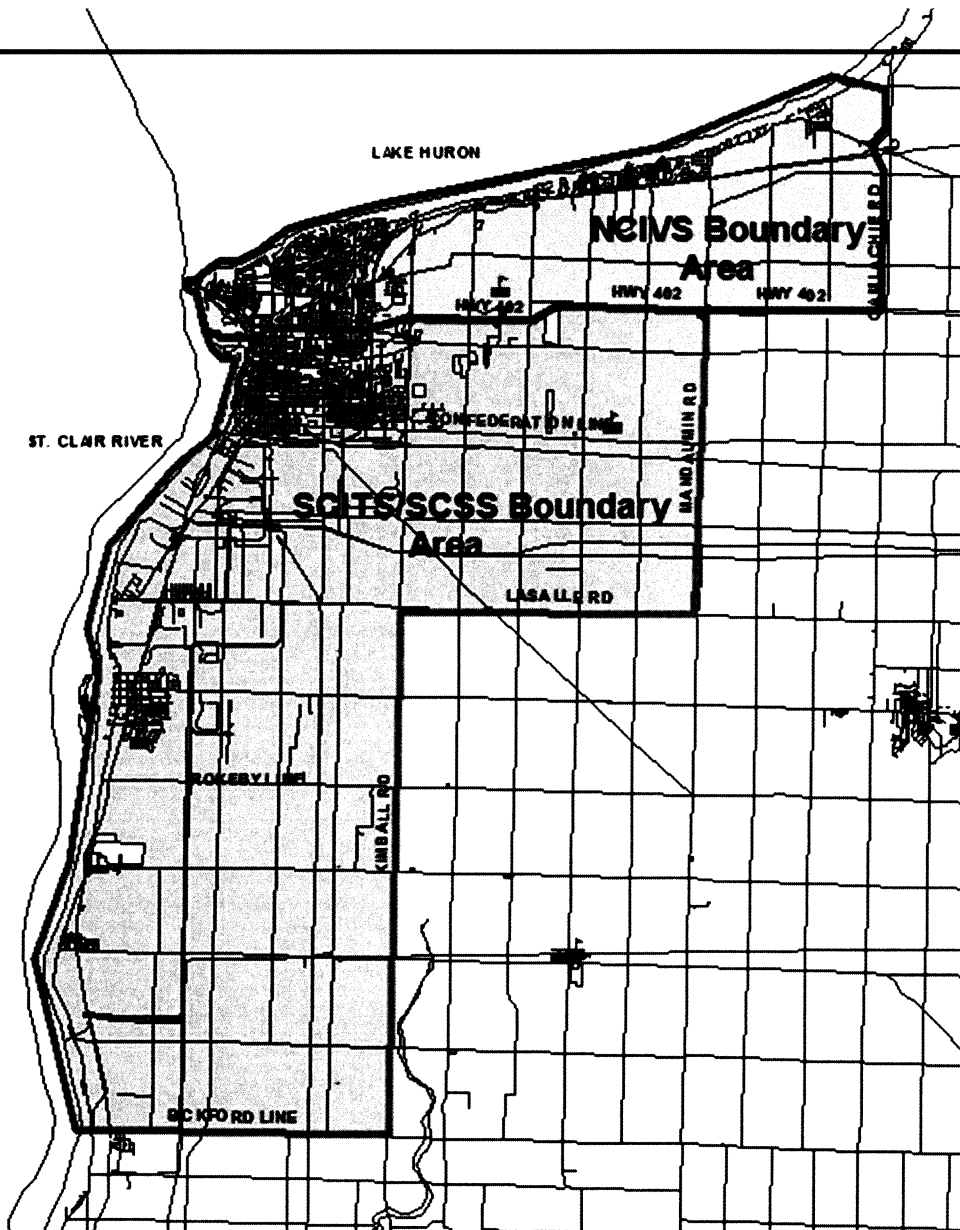 LAKE HURON
NCIVS Boundary
Area
CAMLACHIE RD
HWY 402
HWY 402
HWY 402
MANDAUMIN RD
CONFEDERATION LINE
ST. CLAIR RIVER
SCITS/SCSS Boundary
Area
LASALLE RD
ROKEBY LINE
KIMBALL RD
BICKFORD LINE